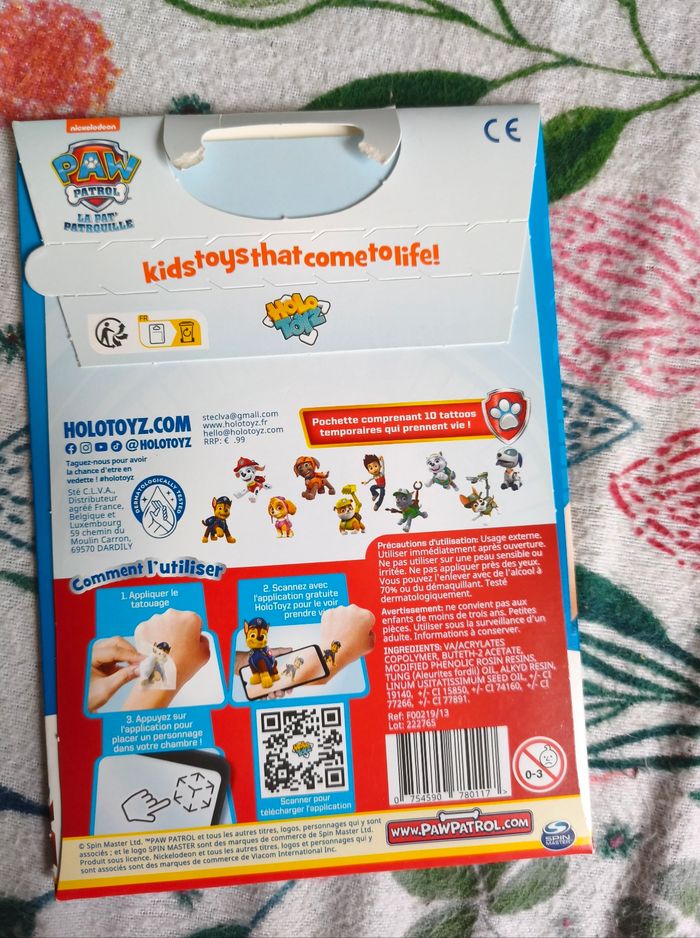 nickelodeon
PAW
PATROL
LA PAT'
PATROUILLE
CE
kids toys that come to life!
HOLO
TOYZ
FR
HOLOTOYZ.COM
@HOLOTOYZ
Taguez-nous pour avoir
la chance d'etre en
vedette ! #holotoyz
steclva@gmail.com
www.holotoyz.fr
hello@holotoyz.com
RRP: € .99
Pochette comprenant 10 tattoos
temporaires qui prennent vie !
Sté C.L.V.A.,
Distributeur
agréé France,
Belgique et
Luxembourg
59 chemin du
Moulin Carron,
69570 DARDILY
DERMATOLOGICALLY TESTED
Comment l'utiliser
1. Appliquer le
tatouage
2. Scannez avec
l'application gratuite
HoloToyz pour le voir
prendre
3. Appuyez sur
l'application pour
placer un personnage
dans votre chambre !
Scanner pour
télécharger l'application
Précautions d'utilisation: Usage externe.
Utiliser immédiatement après ouverture.
Ne pas utiliser sur une peau sensible ou
irritée. Ne pas appliquer près des yeux.
Vous pouvez l'enlever avec de l'alcool à
70% ou du démaquillant. Testé
dermatologiquement.
Avertissement: ne convient pas aux
enfants de moins de trois ans. Petites
pièces. Utiliser sous la surveillance d'un
adulte. Informations à conserver.
INGREDIENTS: VA/ACRYLATES
COPOLYMER, BUTETH-2 ACETATE,
MODIFIED PHENOLIC ROSIN RESINS,
TUNG (Aleurites fordii) OIL, ALKYD RESIN,
LINUM USITATISSIMUM SEED OIL, +/- CI
19140, +/- CI 15850, +/- CI 74160, +/- CI
77266, +/- CI 77891.
Ref: F00219/13
Lot: 222765
0 754590 780117 >
0-3
© Spin Master Ltd. ™PAW PATROL et tous les autres titres, logos, personnages qui y sont
associés ; et le logo SPIN MASTER sont des marques de commerce de Spin Master Ltd.
Produit sous licence. Nickelodeon et tous les autres titres, logos et personnages qui y
sont associés sont des marques de commerce de Viacom International Inc.
WWW.PAWPATROL.COM
SPIN
MASTER